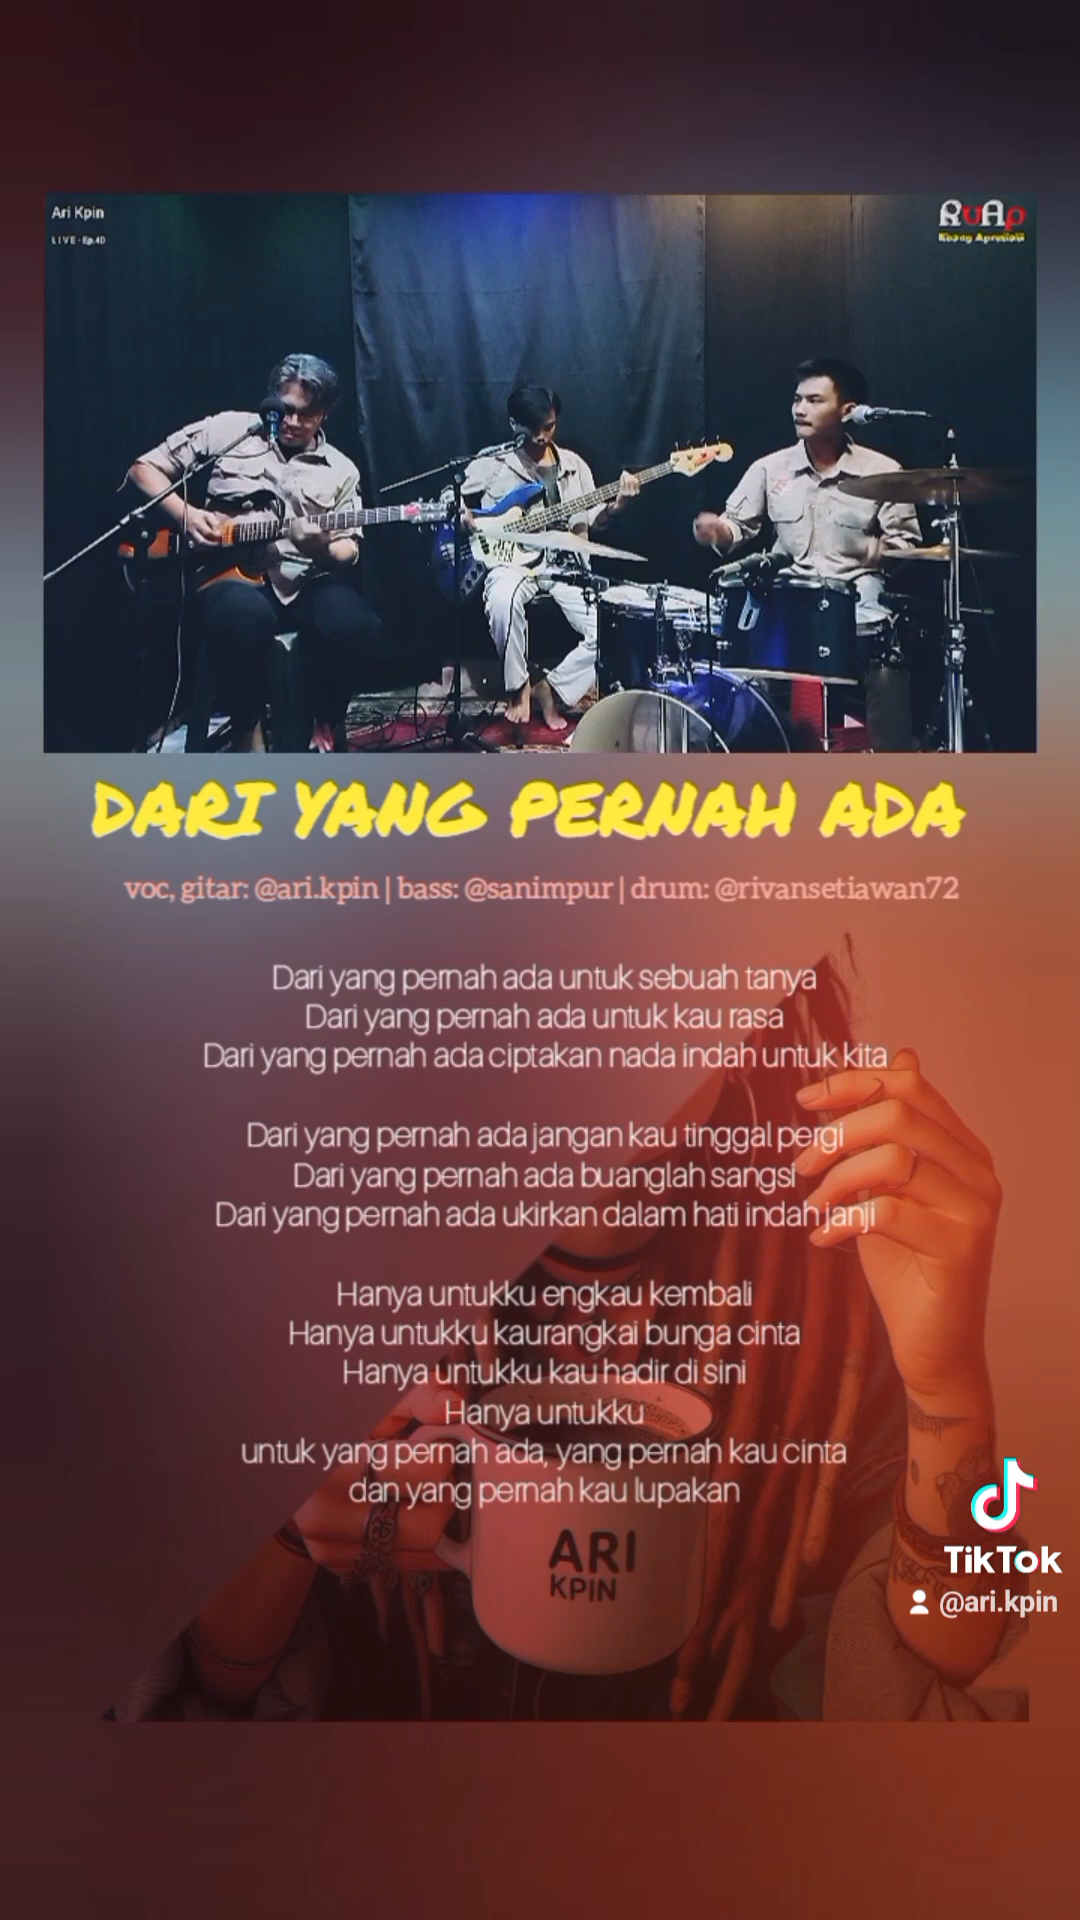 Ari Kpin
LIVE - Ep.40
RuAp
Ruang Apresiasi
DARI YANG PERNAH ADA
voc, gitar: @ari.kpin | bass: @sanimpur | drum: @rivansetiawan72
Dari yang pernah ada untuk sebuah tanya
Dari yang pernah ada untuk kau rasa
Dari yang pernah ada ciptakan nada indah untuk kita
Dari yang pernah ada jangan kau tinggal pergi
Dari yang pernah ada buanglah sangsi
Dari yang pernah ada ukirkan dalam hati indah janji
Hanya untukku engkau kembali
Hanya untukku kaurangkai bunga cinta
Hanya untukku kau hadir di sini
Hanya untukku
untuk yang pernah ada, yang pernah kau cinta
dan yang pernah kau lupakan
ARI
KPIN
TikTok
@ari.kpin